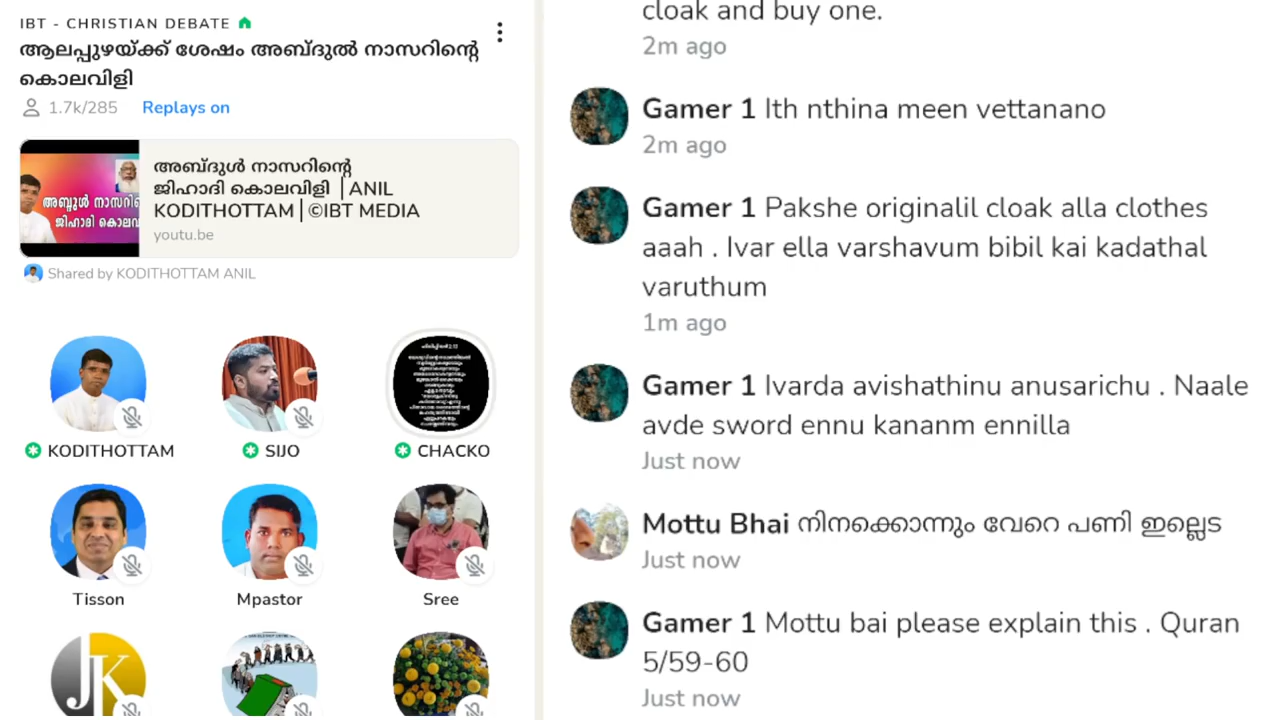 IBT - CHRISTIAN DEBATE
ആലപ്പുഴയ്ക്ക് ശേഷം അബ്ദുൽ നാസറിന്റെ
കൊലവിളി
1.7k/285 Replays on
അബ്ദുൾ നാസറിന്റെ
ജിഹാദി കൊലവിളി | ANIL
KODITHOTTAM | ©IBT MEDIA
youtu.be
അബ്ദുൾ നാസറിന്റെ
ജിഹാദി കൊലവ
Shared by KODITHOTTAM ANIL
KODITHOTTAM
SIJO
CHACKO
Tisson
Mpastor
Sree
JK
cloak and buy one.
2m ago
Gamer 1 Ith nthina meen vettanano
2m ago
Gamer 1 Pakshe originalil cloak alla clothes
aaah . Ivar ella varshavum bibil kai kadathal
varuthum
1m ago
Gamer 1 Ivarda avishathinu anusarichu . Naale
avde sword ennu kananm ennilla
Just now
Mottu Bhai നിനക്കൊന്നും വേറെ പണി ഇല്ലെട
Just now
Gamer 1 Mottu bai please explain this . Quran
5/59-60
Just now